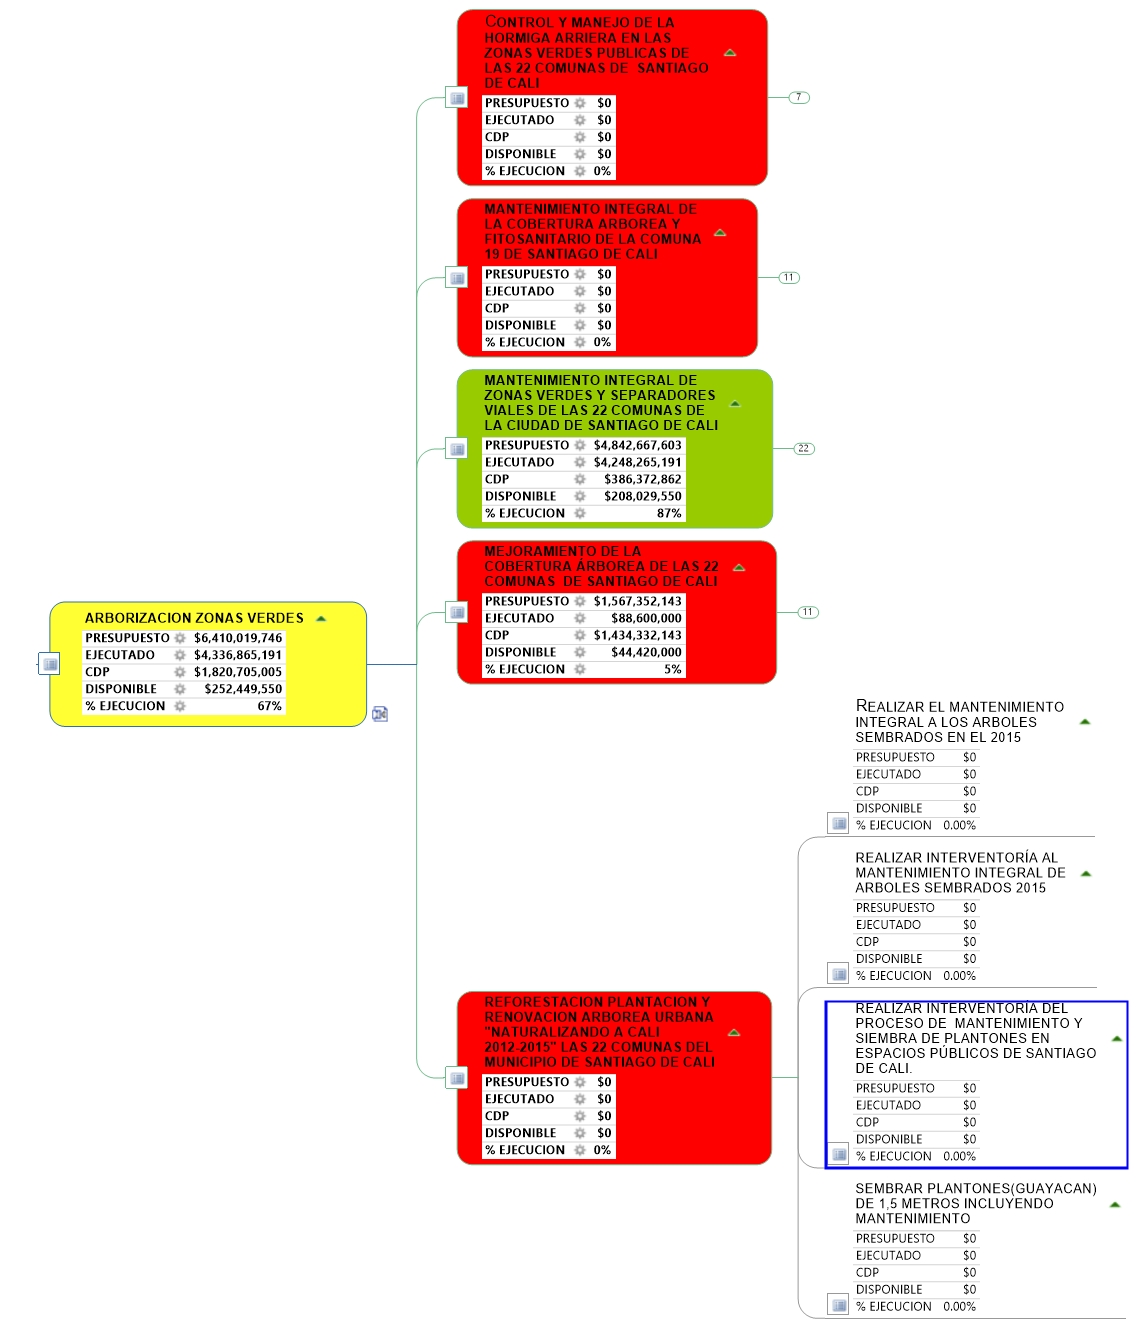 CONTROL Y MANEJO DE LA
HORMIGA ARRIERA EN LAS
ZONAS VERDES PUBLICAS DE
LAS 22 COMUNAS DE SANTIAGO
DE CALI
PRESUPUESTO $0
EJECUTADO $0
CDP $0
DISPONIBLE $0
% EJECUCION 0%
7
MANTENIMIENTO INTEGRAL DE
LA COBERTURA ARBOREA Y
FITOSANITARIO DE LA COMUNA
19 DE SANTIAGO DE CALI
PRESUPUESTO $0
EJECUTADO $0
CDP $0
DISPONIBLE $0
% EJECUCION 0%
11
MANTENIMIENTO INTEGRAL DE
ZONAS VERDES Y SEPARADORES
VIALES DE LAS 22 COMUNAS DE
LA CIUDAD DE SANTIAGO DE CALI
PRESUPUESTO $4,842,667,603
EJECUTADO $4,248,265,191
CDP $386,372,862
DISPONIBLE $208,029,550
% EJECUCION 87%
22
MEJORAMIENTO DE LA
COBERTURA ÁRBOREA DE LAS 22
COMUNAS DE SANTIAGO DE CALI
PRESUPUESTO $1,567,352,143
EJECUTADO $88,600,000
CDP $1,434,332,143
DISPONIBLE $44,420,000
% EJECUCION 5%
11
ARBORIZACION ZONAS VERDES
PRESUPUESTO $6,410,019,746
EJECUTADO $4,336,865,191
CDP $1,820,705,005
DISPONIBLE $252,449,550
% EJECUCION 67%
REFORESTACION PLANTACION Y
RENOVACION ARBOREA URBANA
"NATURALIZANDO A CALI
2012-2015" LAS 22 COMUNAS DEL
MUNICIPIO DE SANTIAGO DE CALI
PRESUPUESTO $0
EJECUTADO $0
CDP $0
DISPONIBLE $0
% EJECUCION 0%
REALIZAR EL MANTENIMIENTO
INTEGRAL A LOS ARBOLES
SEMBRADOS EN EL 2015
PRESUPUESTO $0
EJECUTADO $0
CDP $0
DISPONIBLE $0
% EJECUCION 0.00%
REALIZAR INTERVENTORÍA AL
MANTENIMIENTO INTEGRAL DE
ARBOLES SEMBRADOS 2015
PRESUPUESTO $0
EJECUTADO $0
CDP $0
DISPONIBLE $0
% EJECUCION 0.00%
REALIZAR INTERVENTORÍA DEL
PROCESO DE MANTENIMIENTO Y
SIEMBRA DE PLANTONES EN
ESPACIOS PÚBLICOS DE SANTIAGO
DE CALI.
PRESUPUESTO $0
EJECUTADO $0
CDP $0
DISPONIBLE $0
% EJECUCION 0.00%
SEMBRAR PLANTONES(GUAYACAN)
DE 1,5 METROS INCLUYENDO
MANTENIMIENTO
PRESUPUESTO $0
EJECUTADO $0
CDP $0
DISPONIBLE $0
% EJECUCION 0.00%